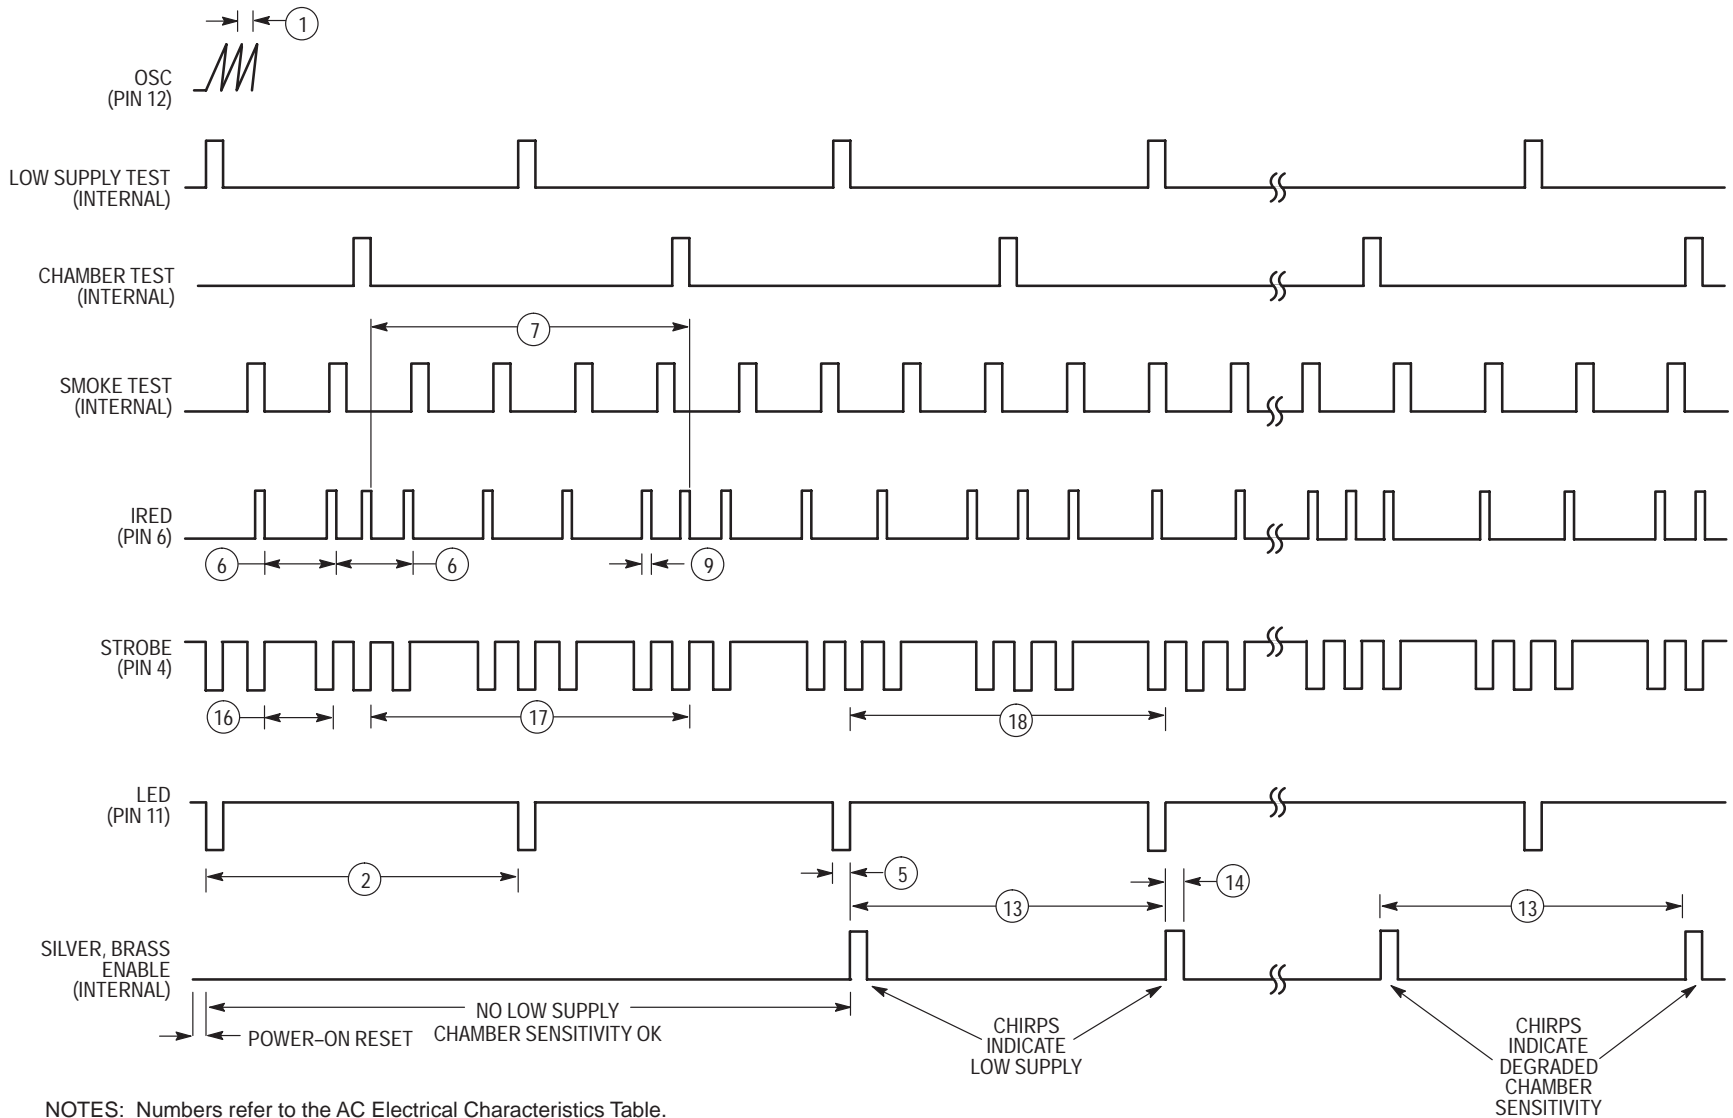 1
OSC
(PIN 12)
LOW SUPPLY TEST
(INTERNAL)
CHAMBER TEST
(INTERNAL)
7
SMOKE TEST
(INTERNAL)
IRED
(PIN 6)
6
6
9
STROBE
(PIN 4)
16
17
18
LED
(PIN 11)
2
5
14
13
13
SILVER, BRASS
ENABLE
(INTERNAL)
POWER–ON RESET
NO LOW SUPPLY
CHAMBER SENSITIVITY OK
CHIRPS
INDICATE
LOW SUPPLY
CHIRPS
INDICATE
DEGRADED
CHAMBER
SENSITIVITY
NOTES: Numbers refer to the AC Electrical Characteristics Table.